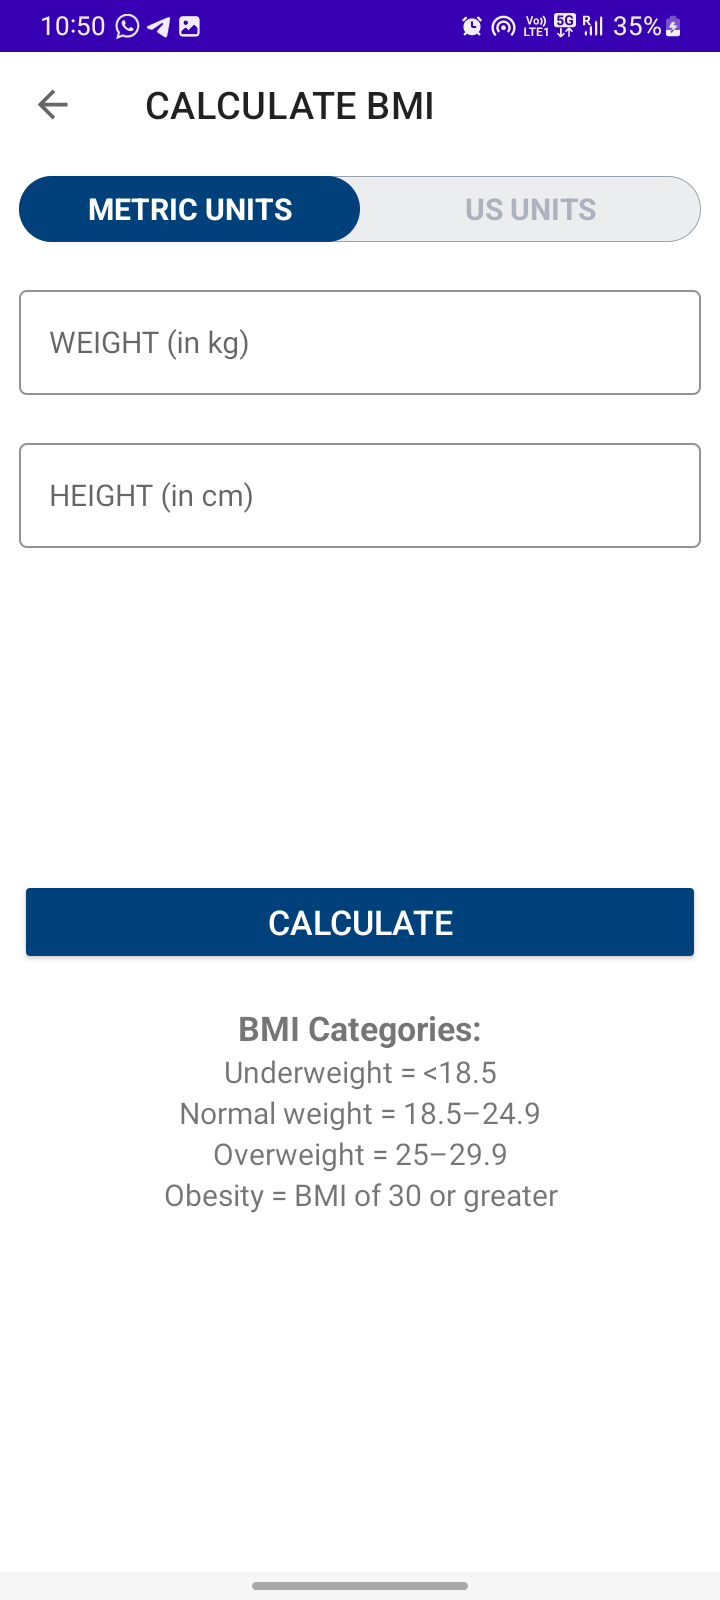 10:50 Vo)) LTE1 5G R 35%
CALCULATE BMI
METRIC UNITS US UNITS
WEIGHT (in kg)
HEIGHT (in cm)
CALCULATE
BMI Categories:
Underweight = <18.5
Normal weight = 18.5–24.9
Overweight = 25–29.9
Obesity = BMI of 30 or greater